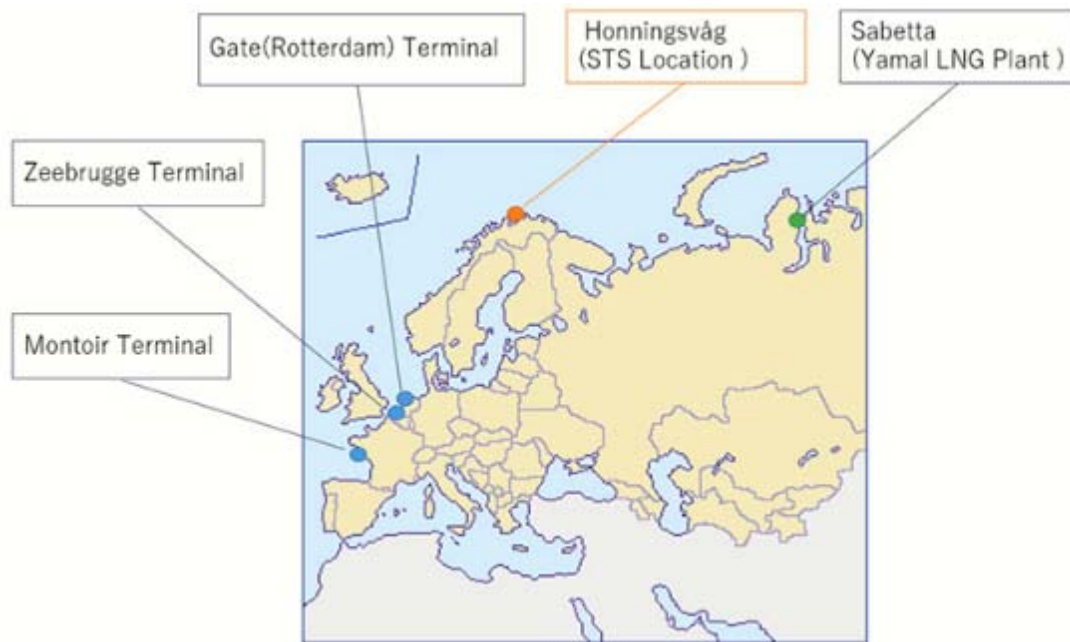 Gate(Rotterdam) Terminal
Honningsvåg
(STS Location )
Sabetta
(Yamal LNG Plant )
Zeebrugge Terminal
Montoir Terminal